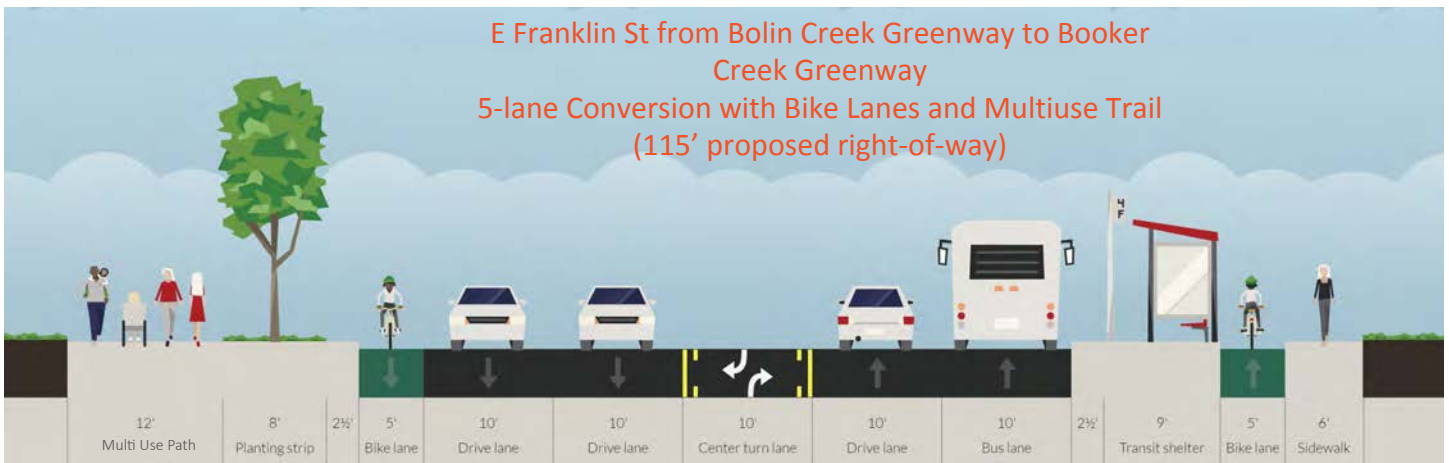 E Franklin St from Bolin Creek Greenway to Booker
Creek Greenway
5-lane Conversion with Bike Lanes and Multiuse Trail
(115’ proposed right-of-way)
4
F
12' 8' 2½' 5' 10' 10' 10' 10' 10' 2½' 9' 5' 6'
Multi Use Path Planting strip Bike lane Drive lane Drive lane Center turn lane Drive lane Bus lane Transit shelter Bike lane Sidewalk